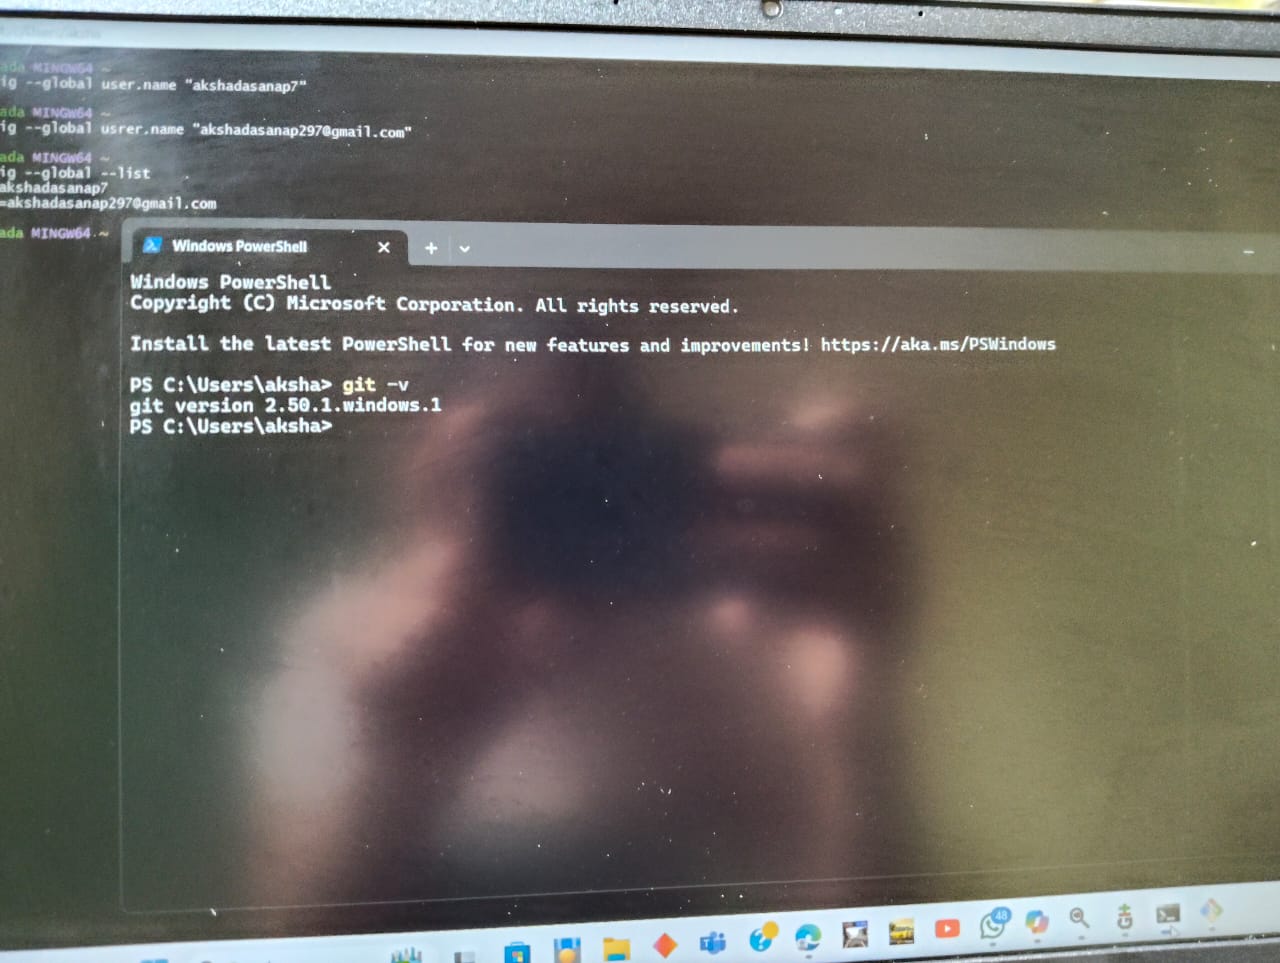 ada MINGW64 ~
ig --global user.name "akshadasanap7"
ada MINGW64 ~
ig --global usrer.name "akshadasanap297@gmail.com"
ada MINGW64 ~
ig --global --list
akshadasanap7
=akshadasanap297@gmail.com
ada MINGW64 ~
Windows PowerShell
Windows PowerShell
Copyright (C) Microsoft Corporation. All rights reserved.
Install the latest PowerShell for new features and improvements! https://aka.ms/PSWindows
PS C:\Users\aksha> git -v
git version 2.50.1.windows.1
PS C:\Users\aksha>
48